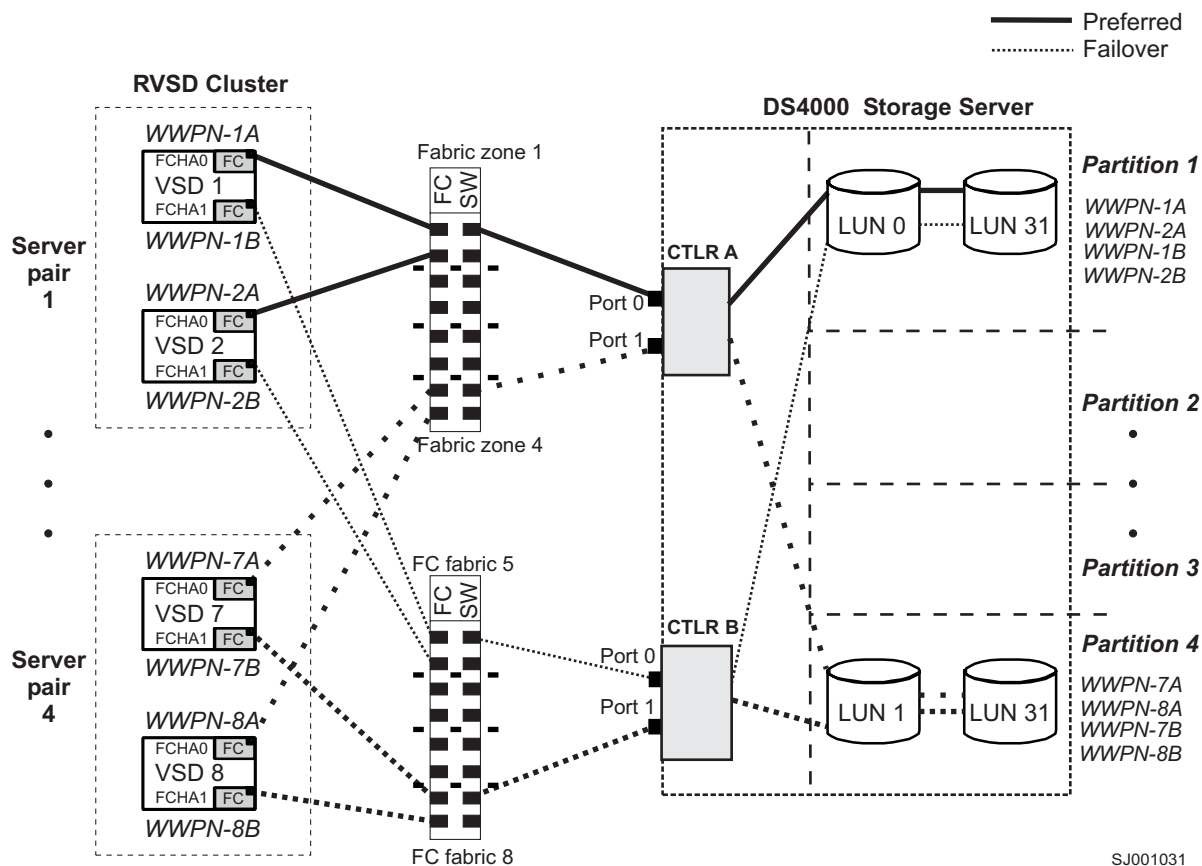 Preferred
Failover
RVSD Cluster
DS4000 Storage Server
WWPN-1A
FCHA0 FC
VSD 1
FCHA1 FC
WWPN-1B
Server
pair
1
WWPN-2A
FCHA0 FC
VSD 2
FCHA1 FC
WWPN-2B
Fabric zone 1
FC
SW
Fabric zone 4
CTLR A
Port 0
Port 1
LUN 0
LUN 31
Partition 1
WWPN-1A
WWPN-2A
WWPN-1B
WWPN-2B
Partition 2
Partition 3
WWPN-7A
FCHA0 FC
VSD 7
FCHA1 FC
WWPN-7B
Server
pair
4
WWPN-8A
FCHA0 FC
VSD 8
FCHA1 FC
WWPN-8B
FC fabric 5
FC
SW
FC fabric 8
CTLR B
Port 0
Port 1
LUN 1
LUN 31
Partition 4
WWPN-7A
WWPN-8A
WWPN-7B
WWPN-8B
SJ001031